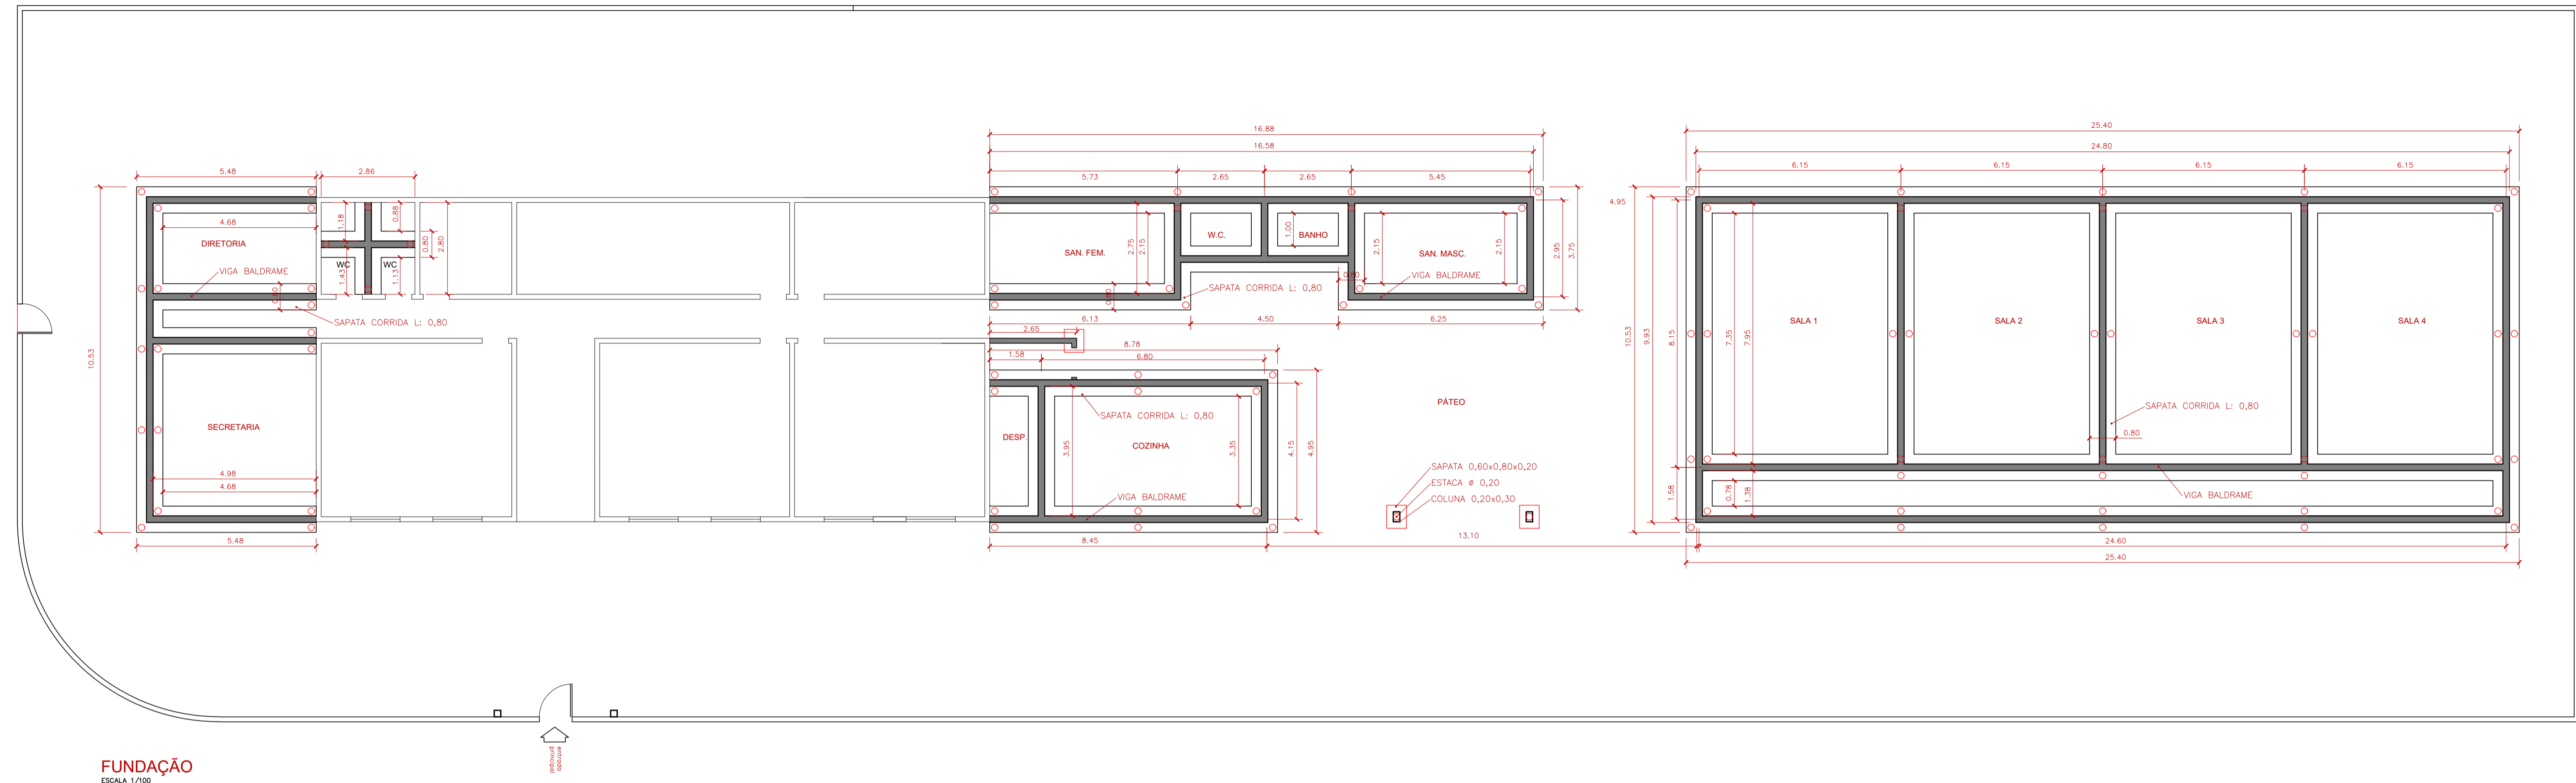 25.40
16.88
24.80
16.58
6.15
6.15
6.15
6.15
5.48
2.86
5.73
2.65
2.65
5.45
4.95
1.18
0.88
4.68
1.00
DIRETORIA
0.80
2.80
2.75
2.15
W.C.
BANHO
2.15
2.15
2.95
3.75
SAN. FEM.
SAN. MASC.
WC
WC
VIGA BALDRAME
1.43
1.13
0.80
VIGA BALDRAME
0.80
0.80
SAPATA CORRIDA L: 0,80
SAPATA CORRIDA L: 0,80
6.13
4.50
6.25
SALA 1
SALA 2
SALA 3
SALA 4
2.65
8.78
1.58
6.80
10.53
10.53
9.93
8.15
7.35
7.95
PÁTEO
SAPATA CORRIDA L: 0,80
SAPATA CORRIDA L: 0,80
SECRETARIA
DESP.
3.95
COZINHA
3.35
4.15
4.95
0.80
4.98
4.68
SAPATA 0,60x0,80x0,20
ESTACA ø 0,20
COLUNA 0,20x0,30
VIGA BALDRAME
1.58
0.78
1.38
VIGA BALDRAME
5.48
8.45
13.10
24.60
25.40
entrada
principal
FUNDAÇÃO
ESCALA 1/100